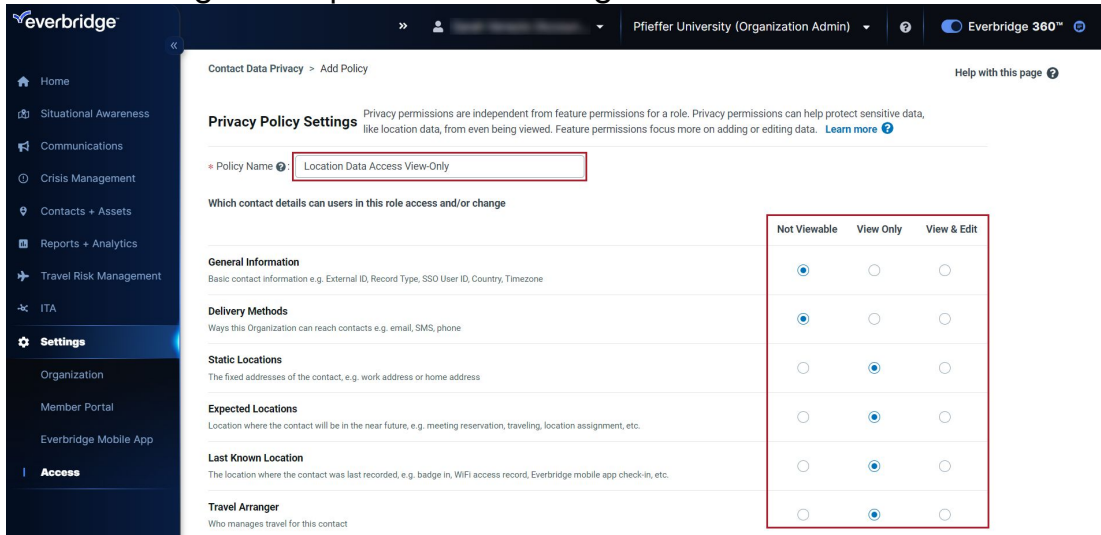 everbridge
»
Pfieffer University (Organization Admin)
Everbridge 360™
«
Home
Situational Awareness
Communications
Crisis Management
Contacts + Assets
Reports + Analytics
Travel Risk Management
ITA
Settings
Organization
Member Portal
Everbridge Mobile App
Access
Contact Data Privacy > Add Policy
Help with this page ?
Privacy Policy Settings
Privacy permissions are independent from feature permissions for a role. Privacy permissions can help protect sensitive data,
like location data, from even being viewed. Feature permissions focus more on adding or editing data. Learn more ?
* Policy Name ?: Location Data Access View-Only
Which contact details can users in this role access and/or change
Not Viewable View Only View & Edit
General Information
Basic contact information e.g. External ID, Record Type, SSO User ID, Country, Timezone
Delivery Methods
Ways this Organization can reach contacts e.g. email, SMS, phone
Static Locations
The fixed addresses of the contact, e.g. work address or home address
Expected Locations
Location where the contact will be in the near future, e.g. meeting reservation, traveling, location assignment, etc.
Last Known Location
The location where the contact was last recorded, e.g. badge in, WiFi access record, Everbridge mobile app check-in, etc.
Travel Arranger
Who manages travel for this contact